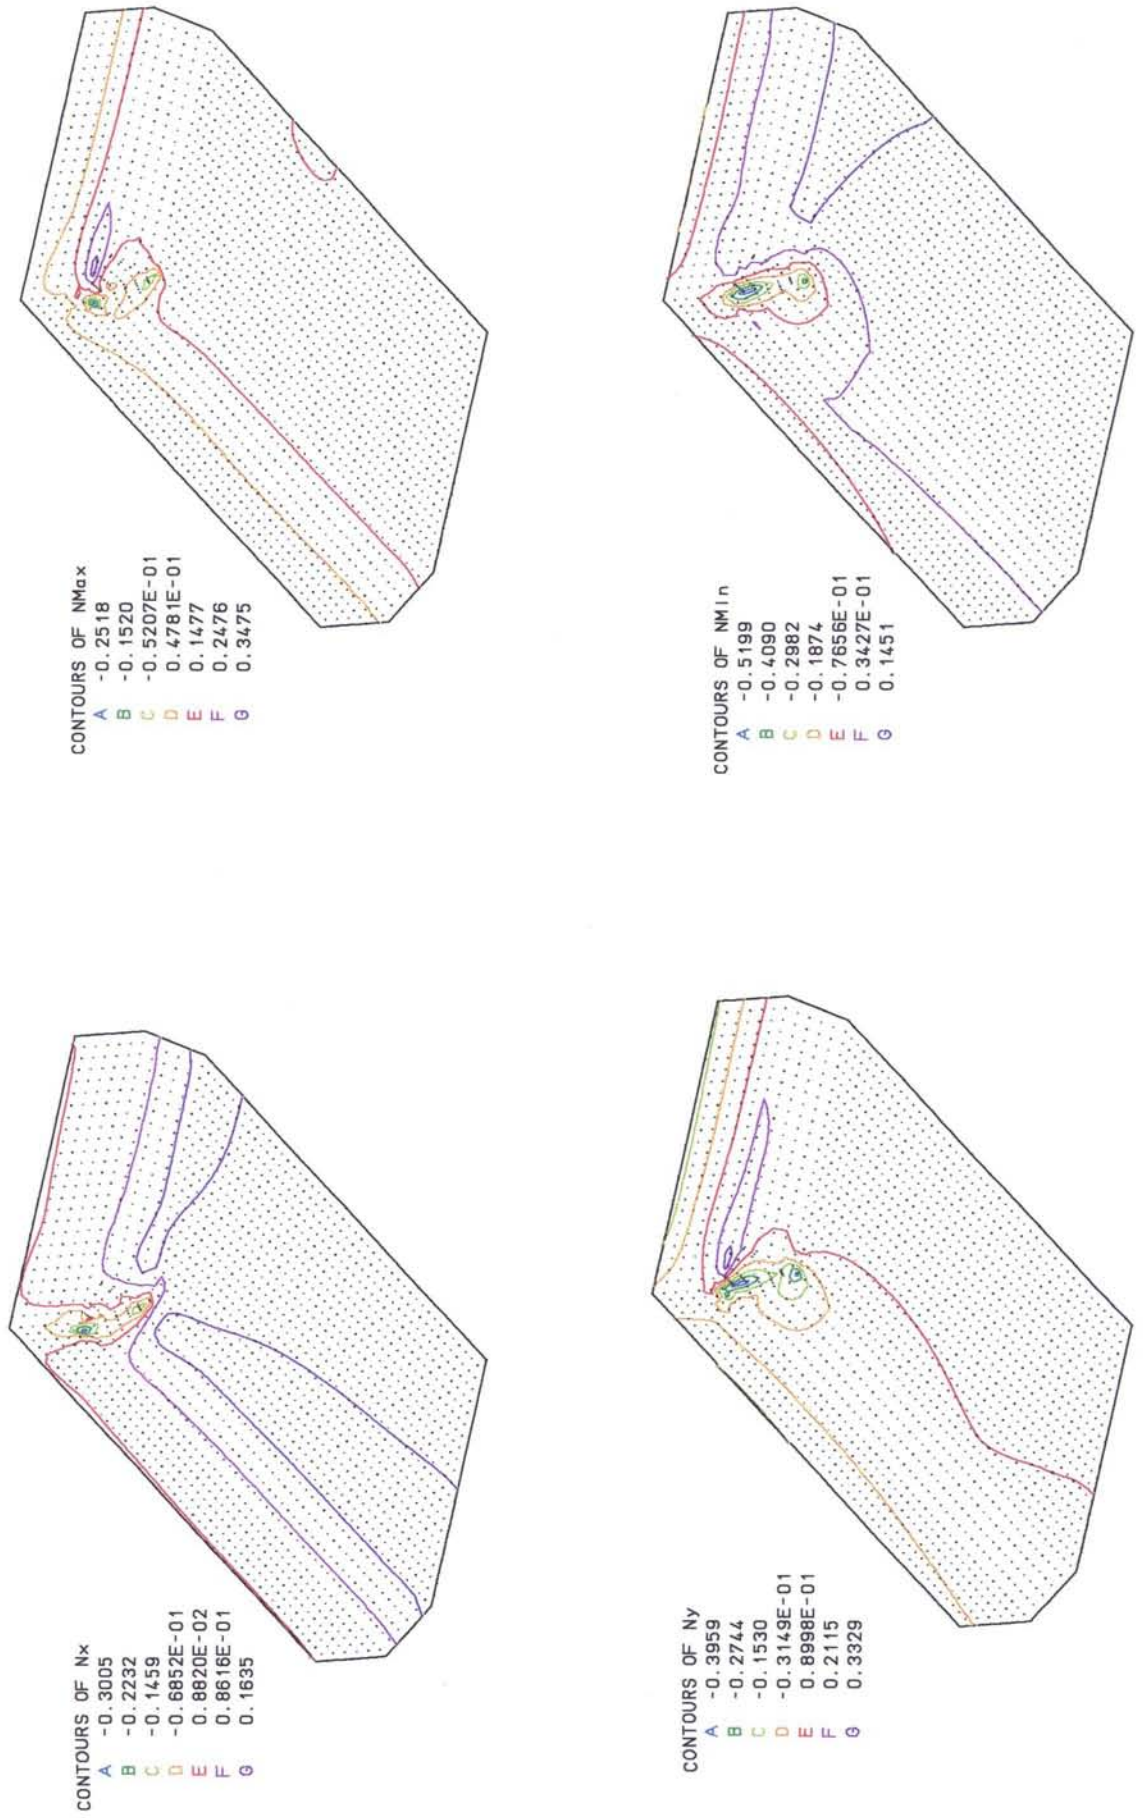 CONTOURS OF Nx
A -0.3005
B -0.2232
C -0.1459
D -0.6852E-01
E 0.8820E-02
F 0.8616E-01
G 0.1635
CONTOURS OF NMax
A -0.2518
B -0.1520
C -0.5207E-01
D 0.4781E-01
E 0.1477
F 0.2476
G 0.3475
CONTOURS OF Ny
A -0.3959
B -0.2744
C -0.1530
D -0.3149E-01
E 0.8998E-01
F 0.2115
G 0.3329
CONTOURS OF NMin
A -0.5199
B -0.4090
C -0.2982
D -0.1874
E -0.7656E-01
F 0.3427E-01
G 0.1451